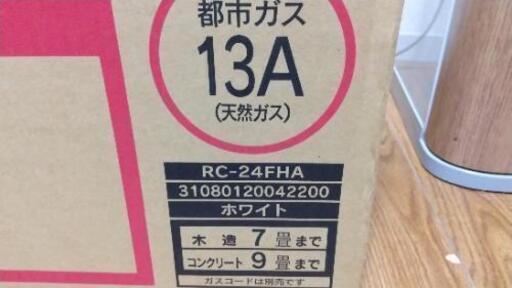 都市ガス
13A
(天然ガス)
RC-24FHA
31080120042200
ホワイト
木造 7畳まで
コンクリート 9畳まで
ガスコードは別売です